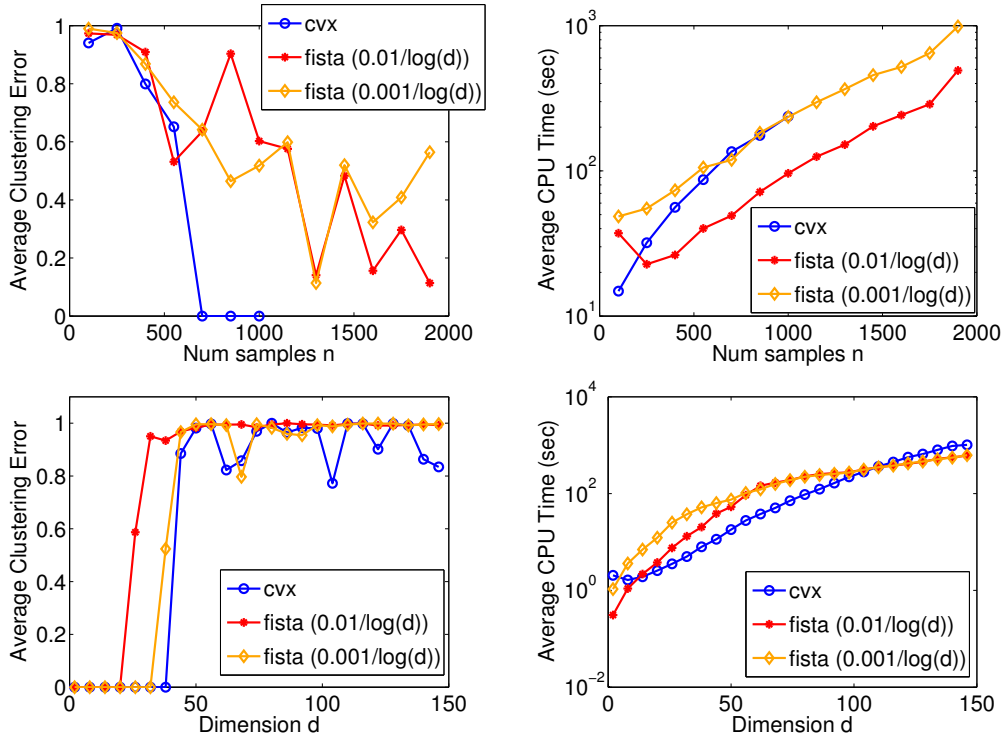 Average Clustering Error
1
0.8
0.6
0.4
0.2
0
0
500
1000
1500
2000
Num samples n
cvx
fista (0.01/log(d))
fista (0.001/log(d))
Average CPU Time (sec)
10^3
10^2
10^1
0
500
1000
1500
2000
Num samples n
cvx
fista (0.01/log(d))
fista (0.001/log(d))
Average Clustering Error
1
0.8
0.6
0.4
0.2
0
0
50
100
150
Dimension d
cvx
fista (0.01/log(d))
fista (0.001/log(d))
Average CPU Time (sec)
10^4
10^2
10^0
10^−2
0
50
100
150
Dimension d
cvx
fista (0.01/log(d))
fista (0.001/log(d))